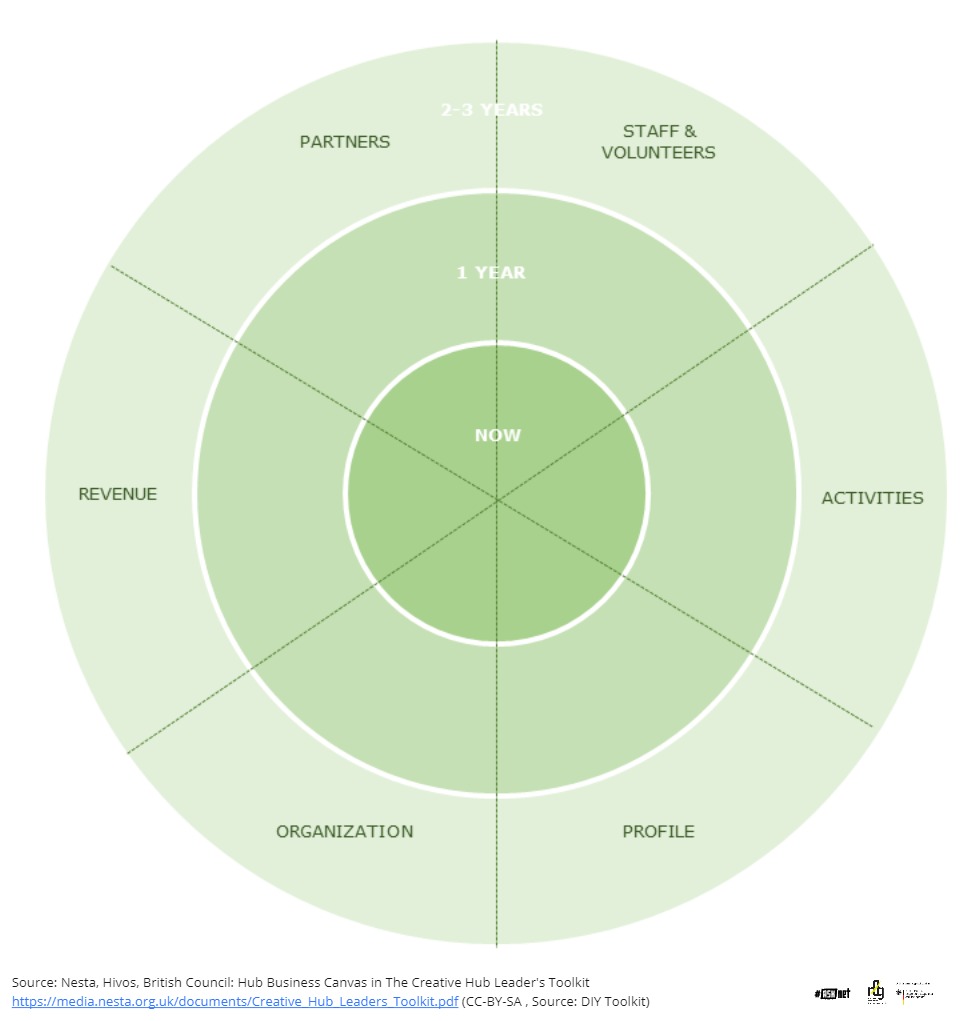 2-3 YEARS
PARTNERS
STAFF &
VOLUNTEERS
1 YEAR
NOW
REVENUE
ACTIVITIES
ORGANIZATION
PROFILE
Source: Nesta, Hivos, British Council: Hub Business Canvas in The Creative Hub Leader's Toolkit
https://media.nesta.org.uk/documents/Creative_Hub_Leaders_Toolkit.pdf (CC-BY-SA , Source: DIY Toolkit)